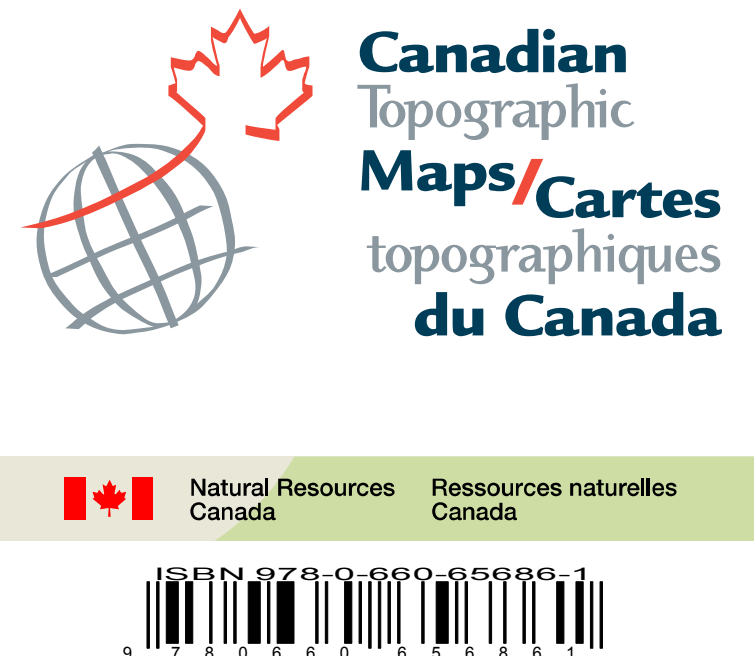 Canadian
Topographic
Maps/Cartes
topographiques
du Canada
Natural Resources Ressources naturelles
Canada Canada
ISBN 978-0-660-65686-1
9 780660 656861